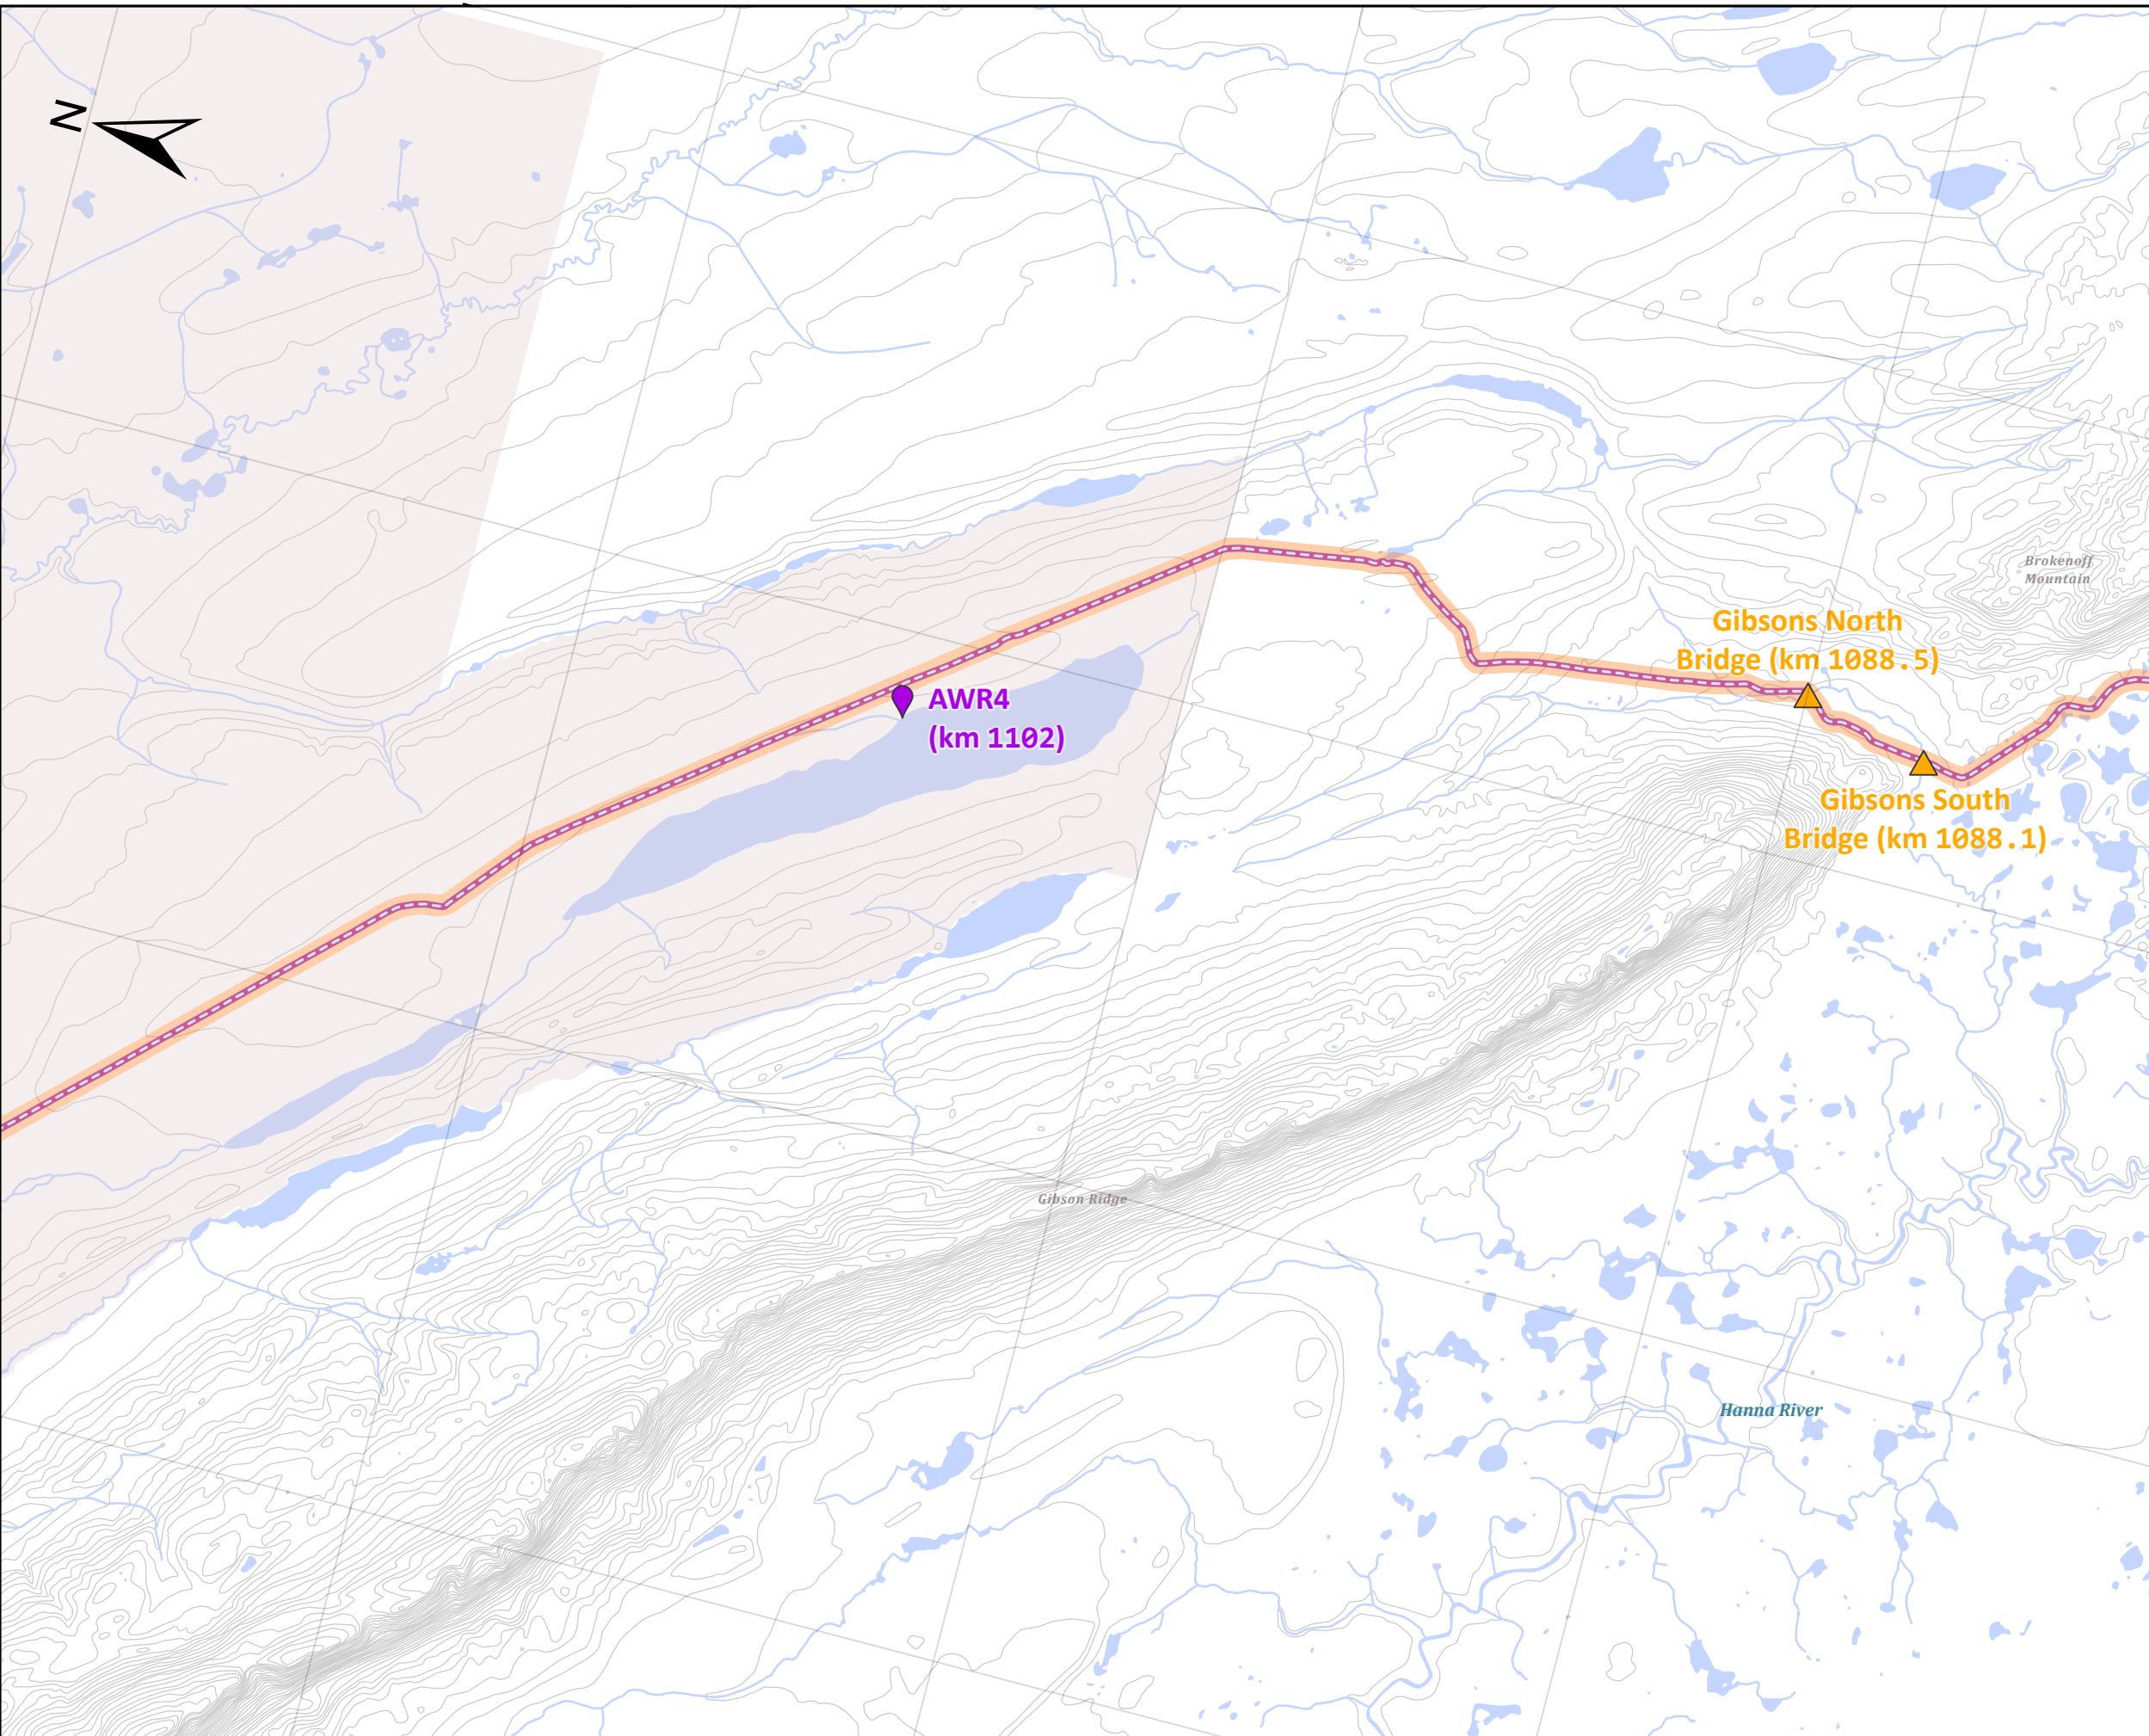 N
Brokenoff
Mountain
Gibsons North
Bridge (km 1088.5)
AWR4
(km 1102)
Gibsons South
Bridge (km 1088.1)
Gibson Ridge
Hanna River